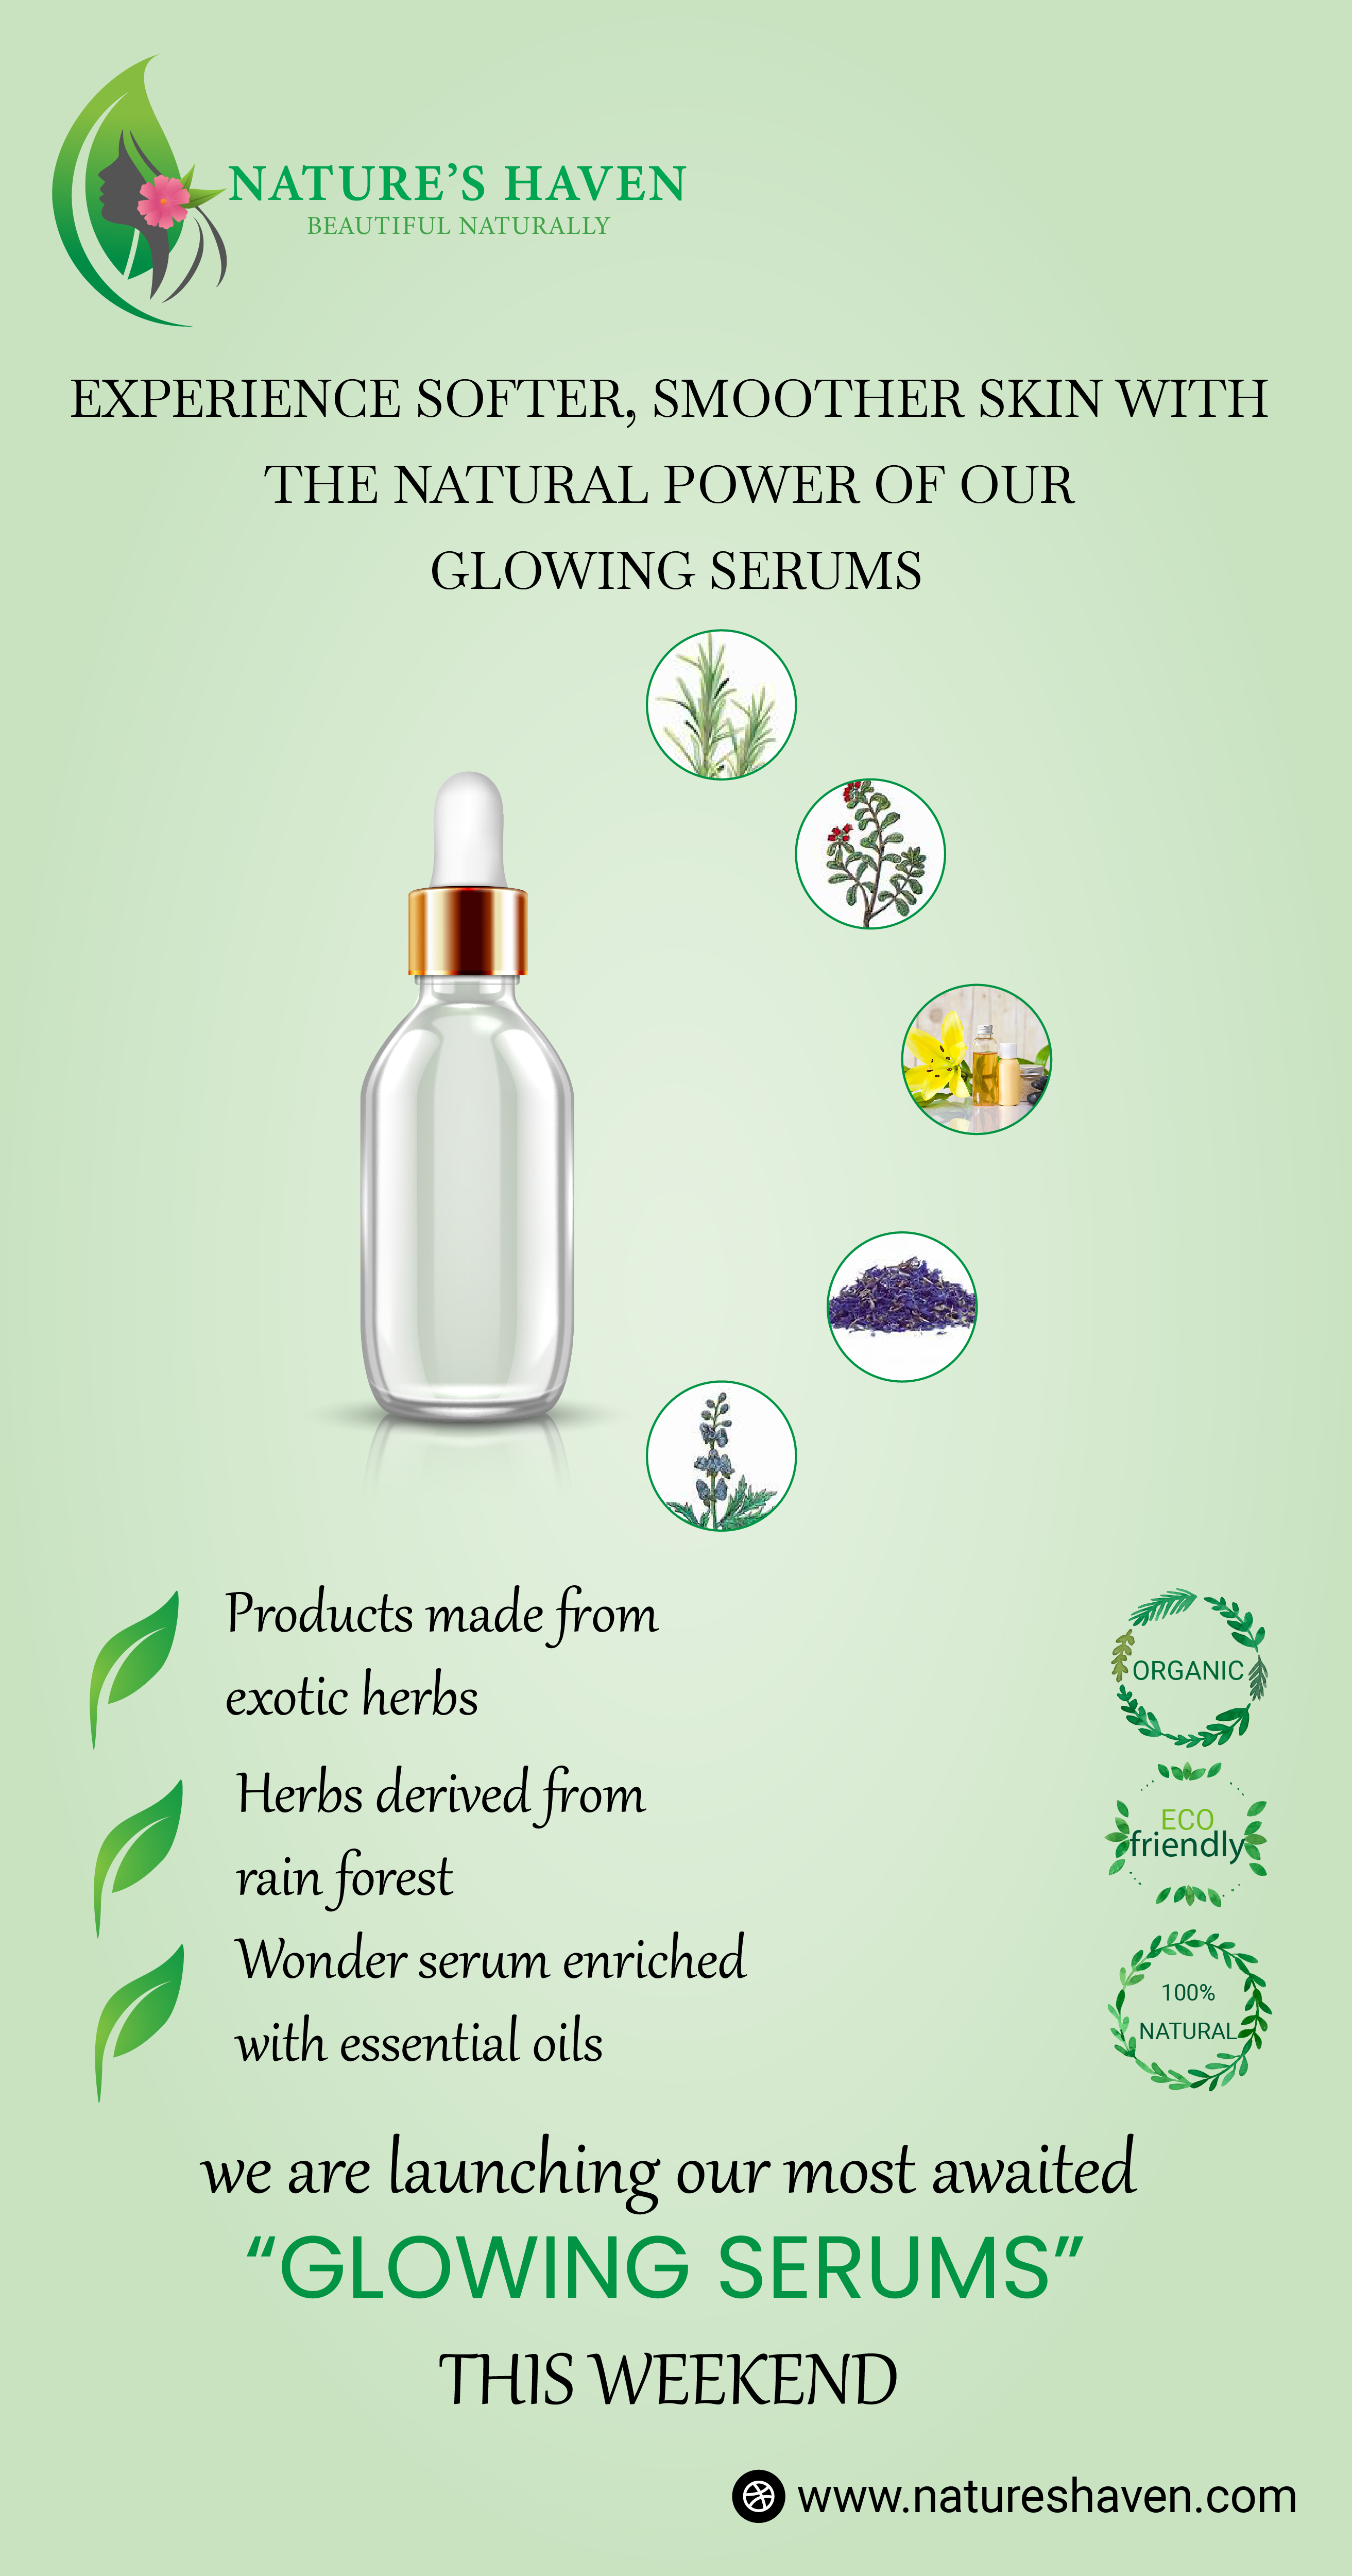 NATURE'S HAVEN
BEAUTIFUL NATURALLY
EXPERIENCE SOFTER, SMOOTHER SKIN WITH
THE NATURAL POWER OF OUR
GLOWING SERUMS
Products made from
exotic herbs
Herbs derived from
rain forest
Wonder serum enriched
with essential oils
ORGANIC
ECO
friendly
100%
NATURAL
we are launching our most awaited
“GLOWING SERUMS”
THIS WEEKEND
www.natureshaven.com